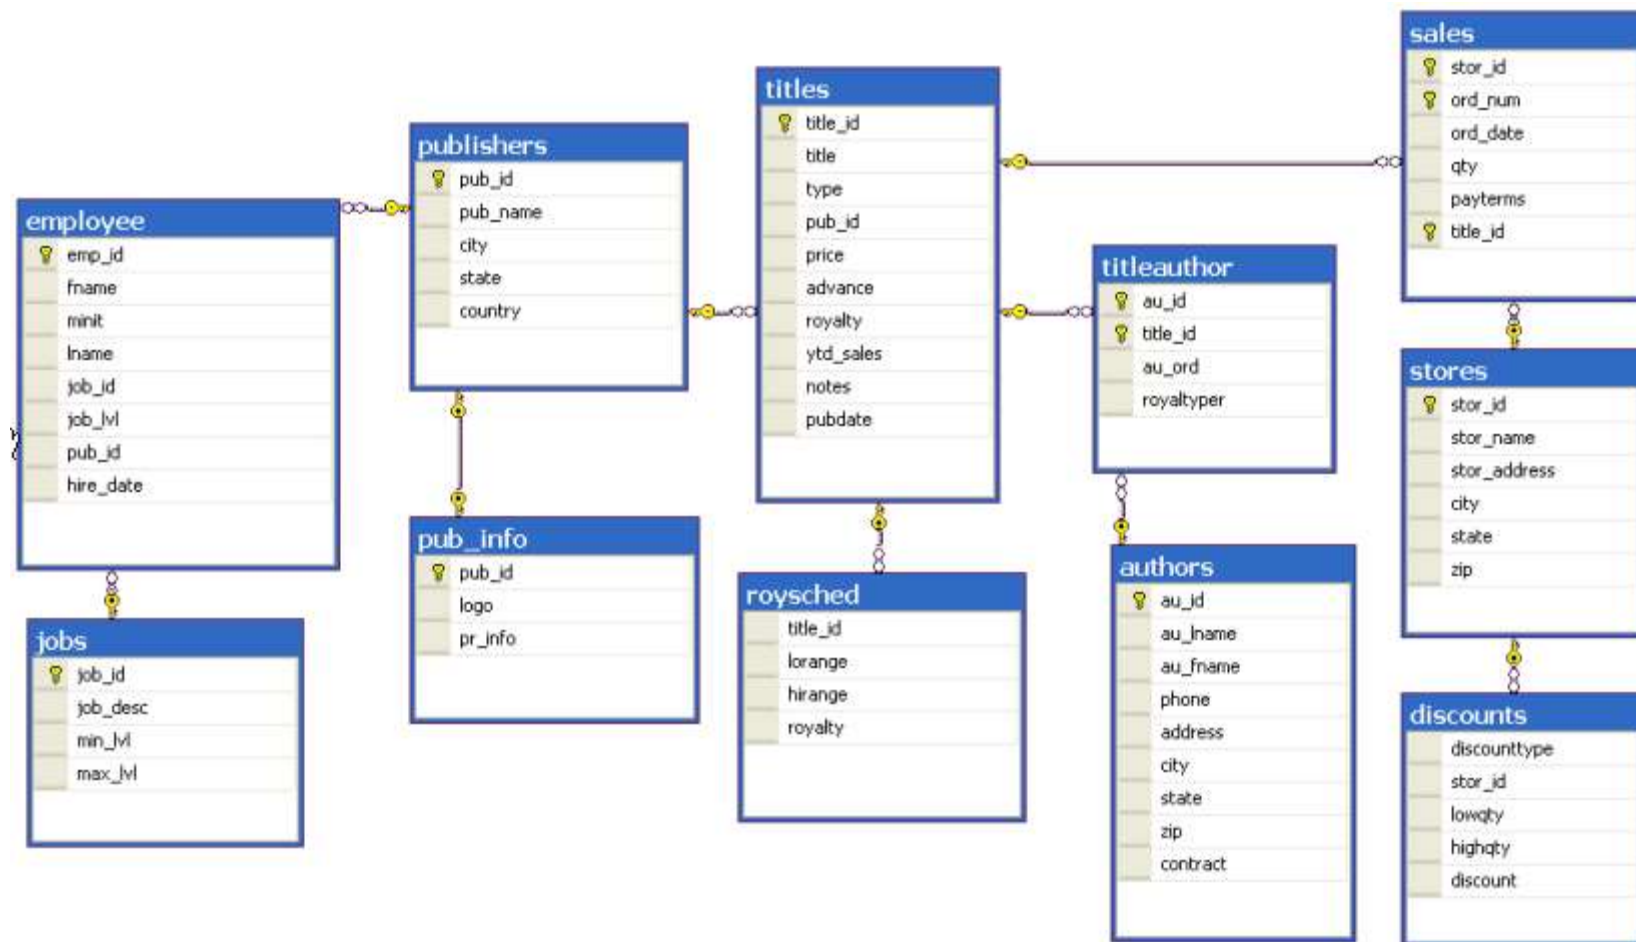 employee
emp_id
fname
minit
lname
job_id
job_lvl
pub_id
hire_date
jobs
job_id
job_desc
min_lvl
max_lvl
publishers
pub_id
pub_name
city
state
country
pub_info
pub_id
logo
pr_info
titles
title_id
title
type
pub_id
price
advance
royalty
ytd_sales
notes
pubdate
roysched
title_id
lorange
hirange
royalty
titleauthor
au_id
title_id
au_ord
royaltyper
authors
au_id
au_lname
au_fname
phone
address
city
state
zip
contract
sales
stor_id
ord_num
ord_date
qty
payterms
title_id
stores
stor_id
stor_name
stor_address
city
state
zip
discounts
discounttype
stor_id
lowqty
highqty
discount